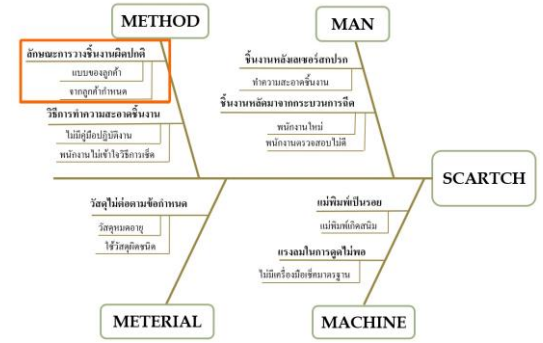 METHOD
MAN
ลักษณะการวางชิ้นงานผิดปกติ
แบบของลูกค้า
จากลูกค้ากำหนด
วิธีการทำความสะอาดชิ้นงาน
ไม่มีคู่มือปฏิบัติงาน
พนักงานไม่เข้าใจวิธีการเช็ด
ชิ้นงานหลังเลเซอร์สกปรก
ทำความสะอาดชิ้นงาน
ชิ้นงานหลัดมาจากกระบวนการฉีด
พนักงานใหม่
พนักงานตรวจสอบไม่ดี
SCARTCH
วัสดุไม่ต่อตามข้อกำหนด
วัสดุหมดอายุ
ใช้วัสดุผิดชนิด
แม่พิมพ์เป็นรอย
แม่พิมพ์เกิดสนิม
แรงลมในการดูดไม่พอ
ไม่มีเครื่องมือเช็คมาตรฐาน
METERIAL
MACHINE